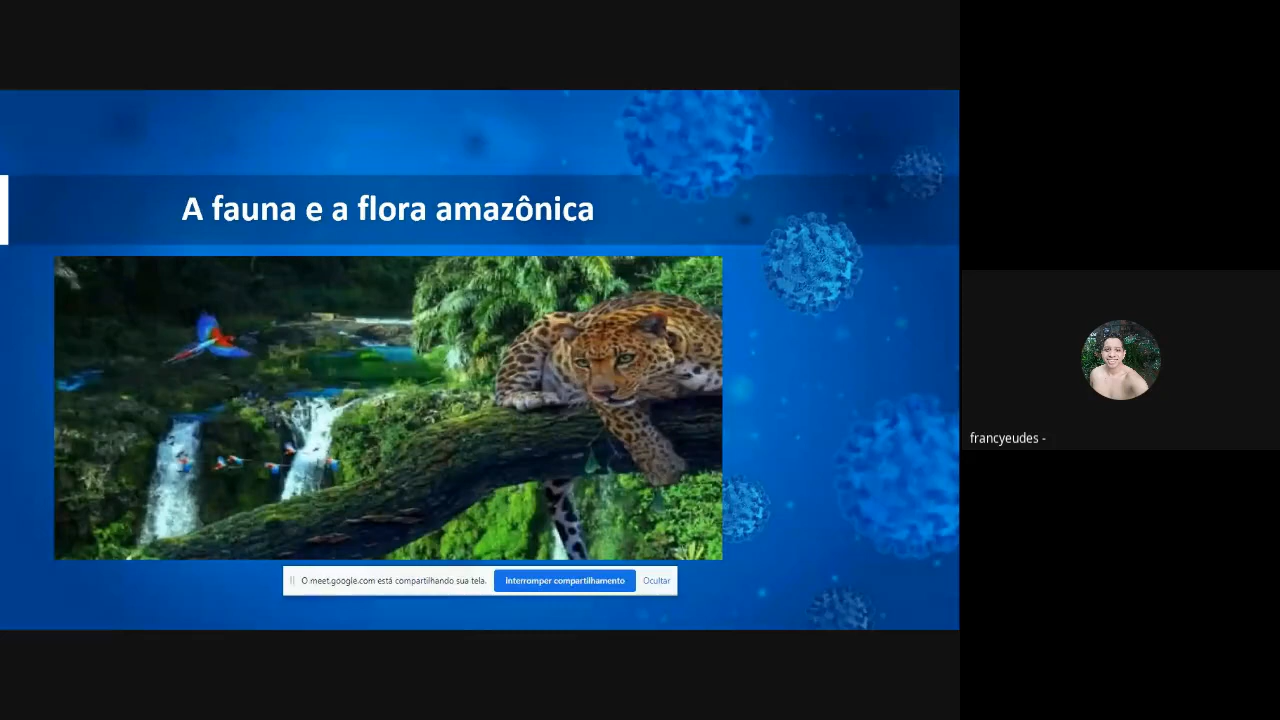 A fauna e a flora amazônica
O meet.google.com está compartilhando sua tela. Interromper compartilhamento Ocultar
francyeudes -